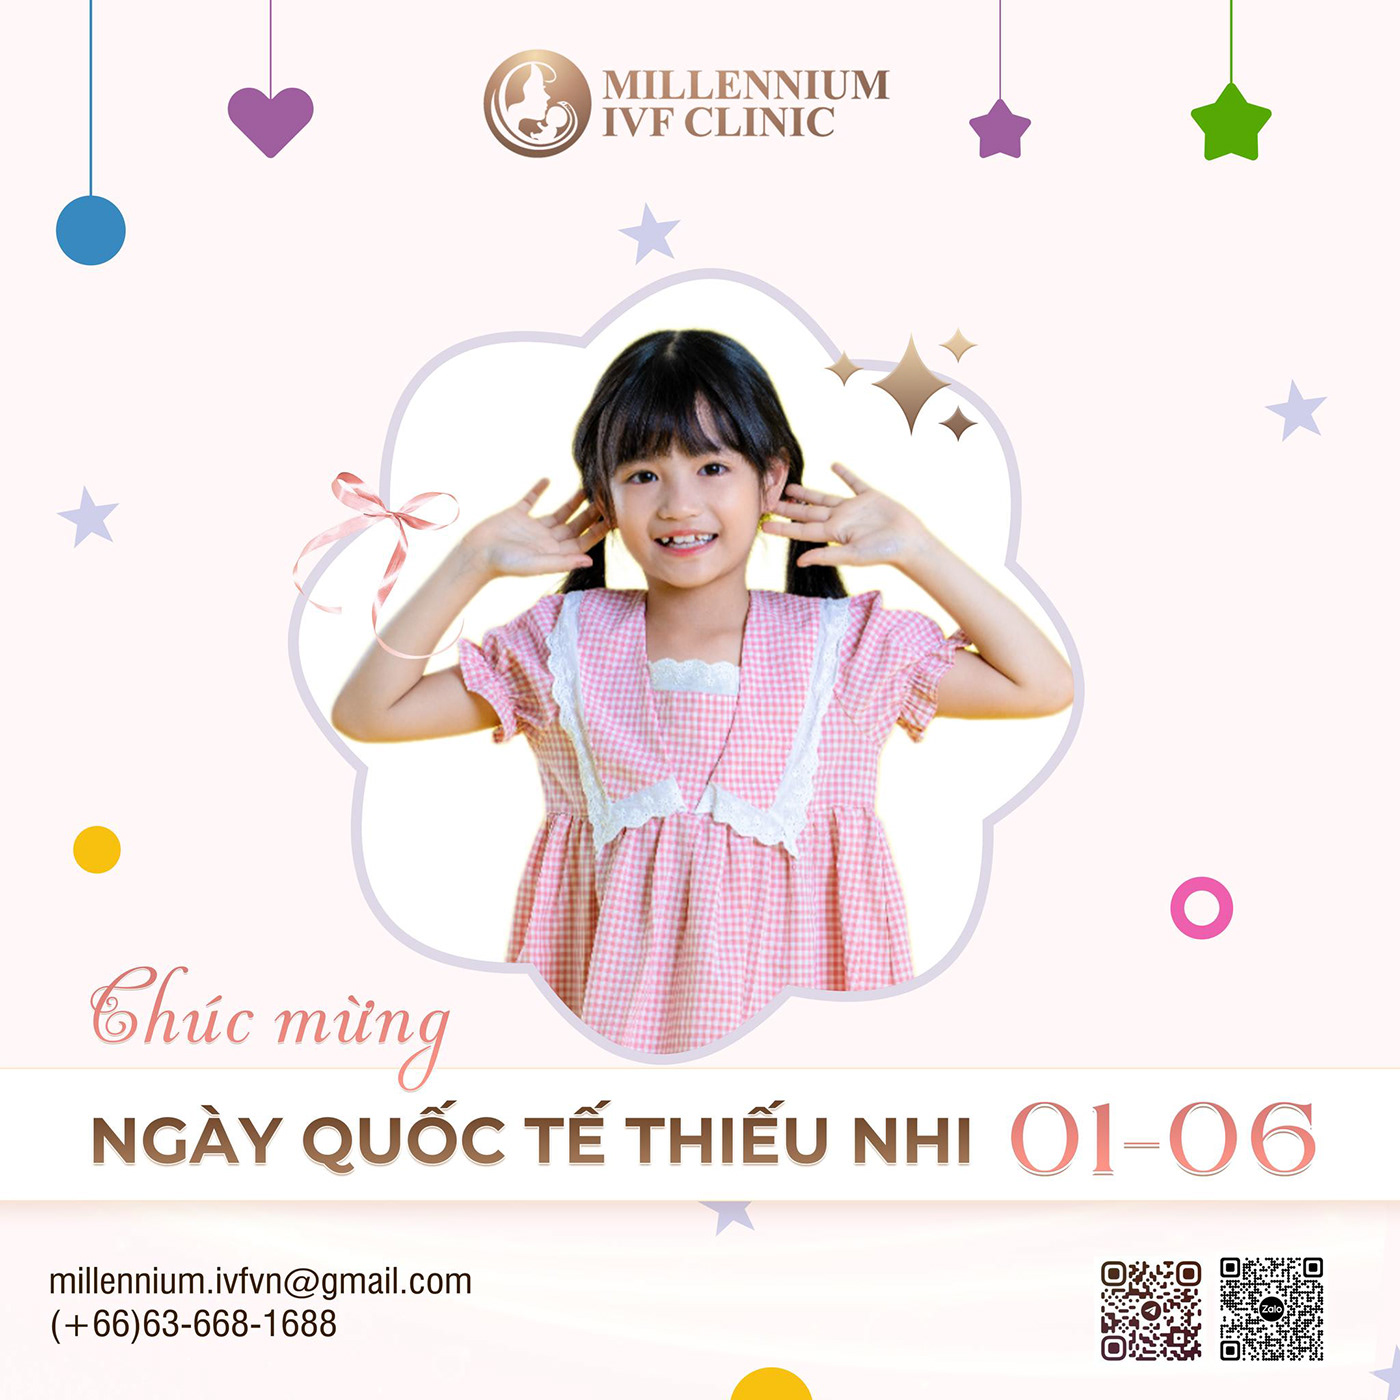 MILLENNIUM
IVF CLINIC
Chúc mừng
NGÀY QUỐC TẾ THIẾU NHI 01-06
millennium.ivfvn@gmail.com
(+66)63-668-1688
Zalo